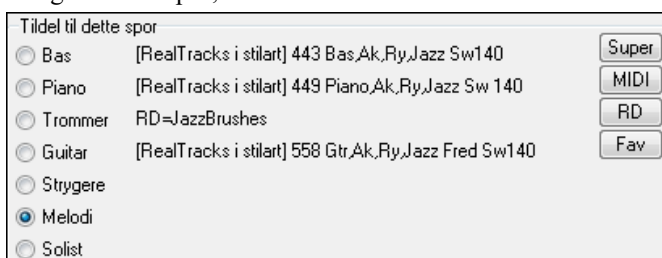 Tildel til dette spor
Bas [RealTracks i stilart] 443 Bas,Ak,Ry,Jazz Sw140 Super
Piano [RealTracks i stilart] 449 Piano,Ak,Ry,Jazz Sw 140 MIDI
Trommer RD=JazzBrushes RD
Guitar [RealTracks i stilart] 558 Gtr,Ak,Ry,Jazz Fred Sw140 Fav
Strygere
Melodi
Solist